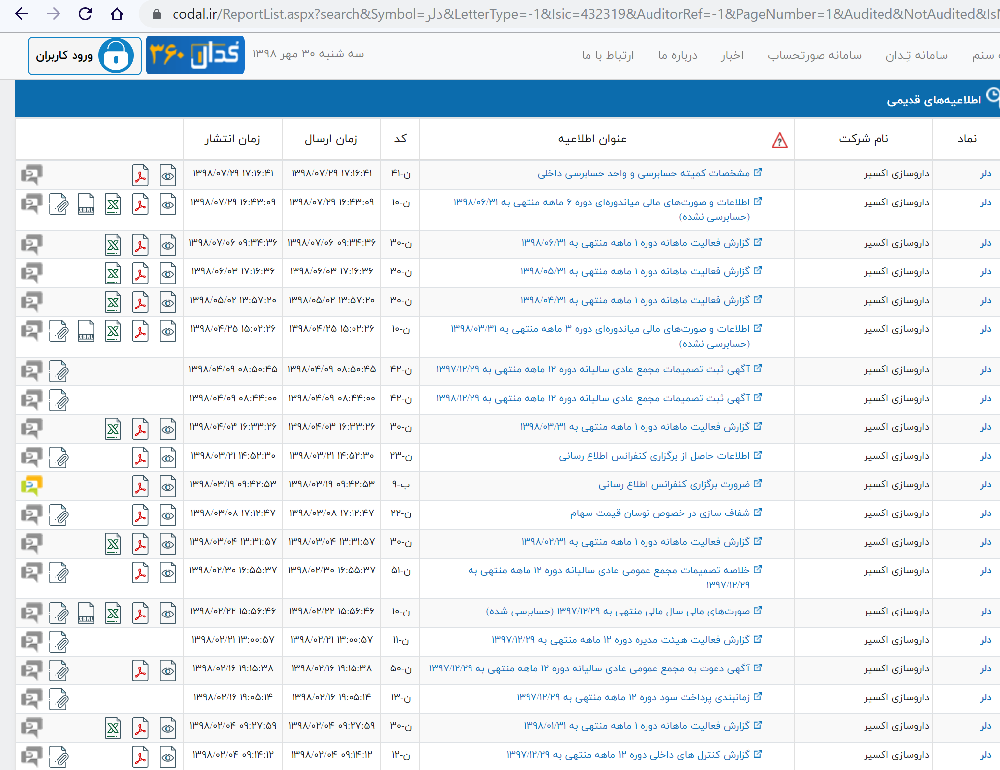 codal.ir/ReportList.aspx?search&Symbol=دلر&LetterType=-1&Isic=432319&AuditorRef=-1&PageNumber=1&Audited&NotAudited&IsN
ه سنم سامانه تِدان سامانه صورتحساب اخبار درباره ما ارتباط با ما سه شنبه ۳۰ مهر ۱۳۹۸ کُدال ۳۶۰ ورود کاربران
اطلاعیه‌های قدیمی
نماد نام شرکت ? عنوان اطلاعیه کد زمان ارسال زمان انتشار
دلر داروسازی اکسیر مشخصات کمیته حسابرسی و واحد حسابرسی داخلی ن-۴۱ ۱۳۹۸/۰۷/۲۹ ۱۷:۱۶:۴۱ ۱۳۹۸/۰۷/۲۹ ۱۷:۱۶:۴۱
دلر داروسازی اکسیر اطلاعات و صورت‌های مالی میاندوره‌ای دوره ۶ ماهه منتهی به ۱۳۹۸/۰۶/۳۱ ن-۱۰ ۱۳۹۸/۰۷/۲۹ ۱۶:۴۳:۰۹ ۱۳۹۸/۰۷/۲۹ ۱۶:۴۳:۰۹ XBRL
(حسابرسی نشده)
دلر داروسازی اکسیر گزارش فعالیت ماهانه دوره ۱ ماهه منتهی به ۱۳۹۸/۰۶/۳۱ ن-۳۰ ۱۳۹۸/۰۷/۰۶ ۰۹:۳۴:۳۶ ۱۳۹۸/۰۷/۰۶ ۰۹:۳۴:۳۶
دلر داروسازی اکسیر گزارش فعالیت ماهانه دوره ۱ ماهه منتهی به ۱۳۹۸/۰۵/۳۱ ن-۳۰ ۱۳۹۸/۰۶/۰۳ ۱۷:۱۶:۳۶ ۱۳۹۸/۰۶/۰۳ ۱۷:۱۶:۳۶
دلر داروسازی اکسیر گزارش فعالیت ماهانه دوره ۱ ماهه منتهی به ۱۳۹۸/۰۴/۳۱ ن-۳۰ ۱۳۹۸/۰۵/۰۲ ۱۳:۵۷:۲۰ ۱۳۹۸/۰۵/۰۲ ۱۳:۵۷:۲۰
دلر داروسازی اکسیر اطلاعات و صورت‌های مالی میاندوره‌ای دوره ۳ ماهه منتهی به ۱۳۹۸/۰۳/۳۱ ن-۱۰ ۱۳۹۸/۰۴/۲۵ ۱۵:۰۲:۲۶ ۱۳۹۸/۰۴/۲۵ ۱۵:۰۲:۲۶ XBRL
(حسابرسی نشده)
دلر داروسازی اکسیر آگهی ثبت تصمیمات مجمع عادی سالیانه دوره ۱۲ ماهه منتهی به ۱۳۹۷/۱۲/۲۹ ن-۴۲ ۱۳۹۸/۰۴/۰۹ ۰۸:۵۰:۴۵ ۱۳۹۸/۰۴/۰۹ ۰۸:۵۰:۴۵
دلر داروسازی اکسیر آگهی ثبت تصمیمات مجمع عادی سالیانه دوره ۱۲ ماهه منتهی به ۱۳۹۸/۱۲/۲۹ ن-۴۲ ۱۳۹۸/۰۴/۰۹ ۰۸:۴۴:۰۰ ۱۳۹۸/۰۴/۰۹ ۰۸:۴۴:۰۰
دلر داروسازی اکسیر گزارش فعالیت ماهانه دوره ۱ ماهه منتهی به ۱۳۹۸/۰۳/۳۱ ن-۳۰ ۱۳۹۸/۰۴/۰۳ ۱۶:۳۳:۲۶ ۱۳۹۸/۰۴/۰۳ ۱۶:۳۳:۲۶
دلر داروسازی اکسیر اطلاعات حاصل از برگزاری کنفرانس اطلاع رسانی ن-۲۳ ۱۳۹۸/۰۳/۲۱ ۱۴:۵۲:۳۰ ۱۳۹۸/۰۳/۲۱ ۱۴:۵۲:۳۰
دلر داروسازی اکسیر ضرورت برگزاری کنفرانس اطلاع رسانی ب-۹ ۱۳۹۸/۰۳/۱۹ ۰۹:۴۲:۵۳ ۱۳۹۸/۰۳/۱۹ ۰۹:۴۲:۵۳
دلر داروسازی اکسیر شفاف سازی در خصوص نوسان قیمت سهام ن-۲۲ ۱۳۹۸/۰۳/۰۸ ۱۷:۱۲:۴۷ ۱۳۹۸/۰۳/۰۸ ۱۷:۱۲:۴۷
دلر داروسازی اکسیر گزارش فعالیت ماهانه دوره ۱ ماهه منتهی به ۱۳۹۸/۰۲/۳۱ ن-۳۰ ۱۳۹۸/۰۳/۰۴ ۱۳:۳۱:۵۷ ۱۳۹۸/۰۳/۰۴ ۱۳:۳۱:۵۷
دلر داروسازی اکسیر خلاصه تصمیمات مجمع عمومی عادی سالیانه دوره ۱۲ ماهه منتهی به ن-۵۱ ۱۳۹۸/۰۲/۳۰ ۱۶:۵۵:۳۷ ۱۳۹۸/۰۲/۳۰ ۱۶:۵۵:۳۷
۱۳۹۷/۱۲/۲۹
دلر داروسازی اکسیر صورت‌های مالی سال مالی منتهی به ۱۳۹۷/۱۲/۲۹ (حسابرسی شده) ن-۱۰ ۱۳۹۸/۰۲/۲۲ ۱۵:۵۶:۴۶ ۱۳۹۸/۰۲/۲۲ ۱۵:۵۶:۴۶ XBRL
دلر داروسازی اکسیر گزارش فعالیت هیئت مدیره دوره ۱۲ ماهه منتهی به ۱۳۹۷/۱۲/۲۹ ن-۱۱ ۱۳۹۸/۰۲/۲۱ ۱۳:۰۰:۵۷ ۱۳۹۸/۰۲/۲۱ ۱۳:۰۰:۵۷
دلر داروسازی اکسیر آگهی دعوت به مجمع عمومی عادی سالیانه دوره ۱۲ ماهه منتهی به ۱۳۹۷/۱۲/۲۹ ن-۵۰ ۱۳۹۸/۰۲/۱۶ ۱۹:۱۵:۳۸ ۱۳۹۸/۰۲/۱۶ ۱۹:۱۵:۳۸
دلر داروسازی اکسیر زمانبندی پرداخت سود دوره ۱۲ ماهه منتهی به ۱۳۹۷/۱۲/۲۹ ن-۱۳ ۱۳۹۸/۰۲/۱۶ ۱۹:۰۵:۱۴ ۱۳۹۸/۰۲/۱۶ ۱۹:۰۵:۱۴
دلر داروسازی اکسیر گزارش فعالیت ماهانه دوره ۱ ماهه منتهی به ۱۳۹۸/۰۱/۳۱ ن-۳۰ ۱۳۹۸/۰۲/۰۴ ۰۹:۲۷:۵۹ ۱۳۹۸/۰۲/۰۴ ۰۹:۲۷:۵۹
دلر داروسازی اکسیر گزارش کنترل های داخلی دوره ۱۲ ماهه منتهی به ۱۳۹۷/۱۲/۲۹ ن-۱۲ ۱۳۹۸/۰۲/۰۴ ۰۹:۱۴:۱۲ ۱۳۹۸/۰۲/۰۴ ۰۹:۱۴:۱۲